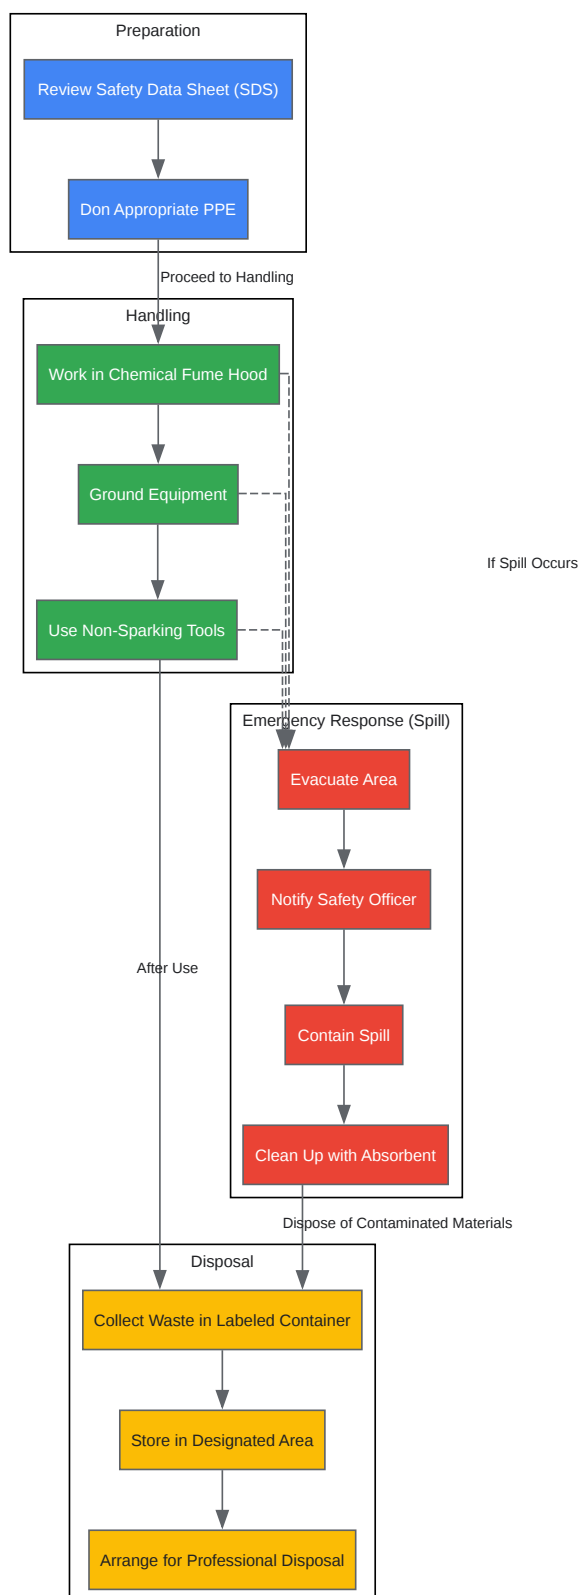 Preparation
Review Safety Data Sheet (SDS)
Don Appropriate PPE
Proceed to Handling
Handling
Work in Chemical Fume Hood
Ground Equipment
If Spill Occurs
Use Non-Sparking Tools
Emergency Response (Spill)
Evacuate Area
Notify Safety Officer
After Use
Contain Spill
Clean Up with Absorbent
Dispose of Contaminated Materials
Disposal
Collect Waste in Labeled Container
Store in Designated Area
Arrange for Professional Disposal